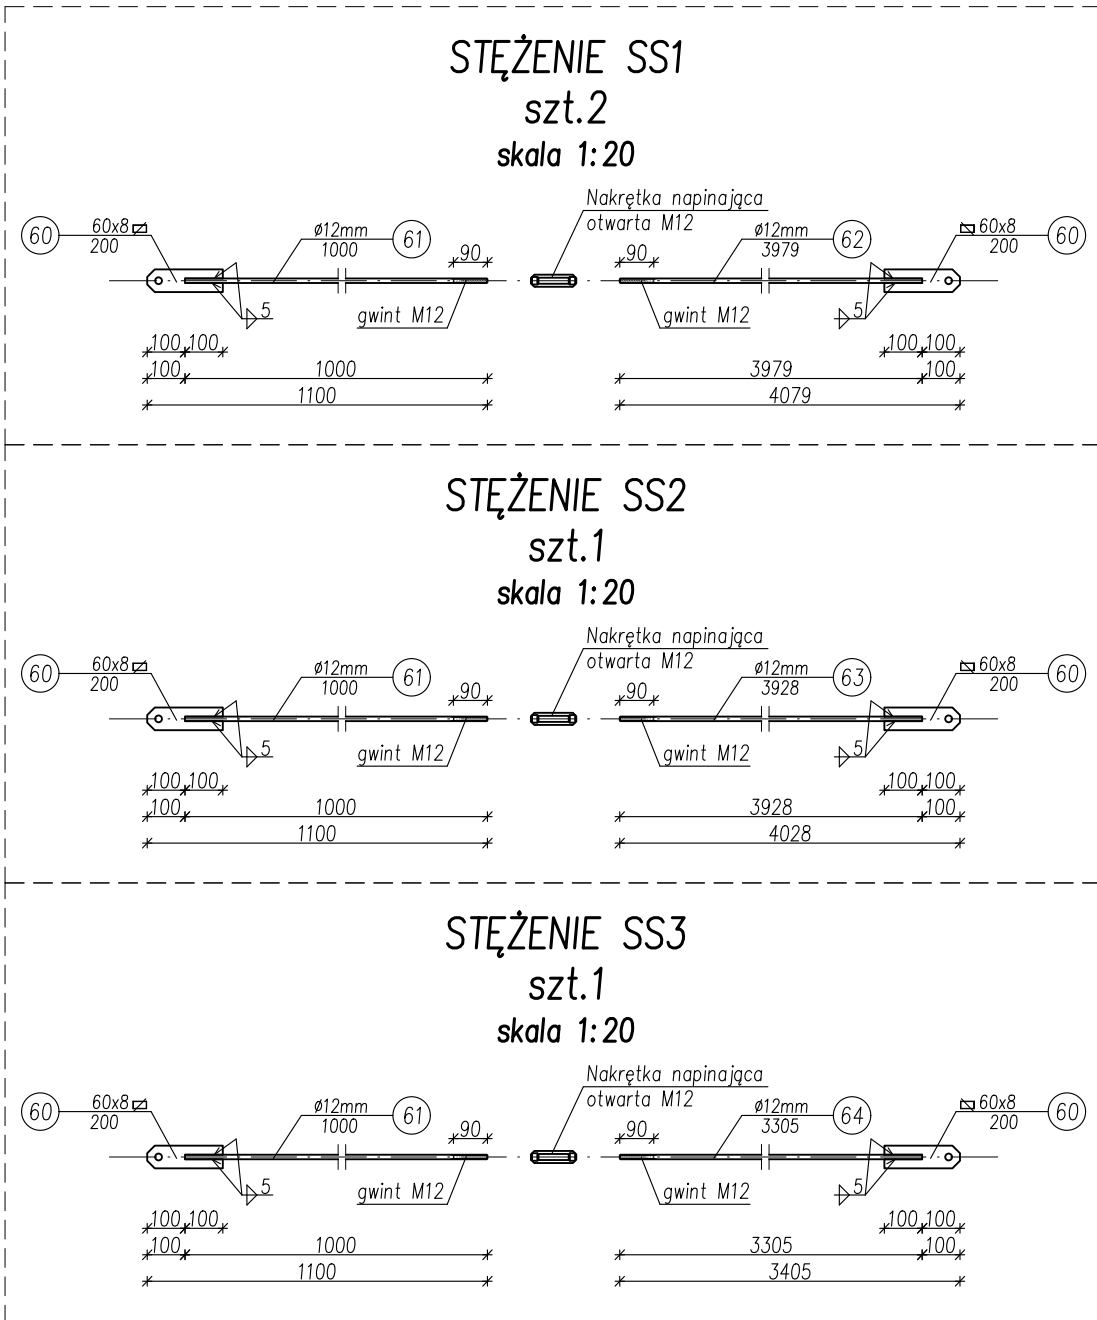 STĘŻENIE SS1
szt.2
skala 1:20
Nakrętka napinająca
otwarta M12
60
60x8
200
ø12mm
1000
61
90
90
ø12mm
3979
62
60x8
200
60
5
gwint M12
gwint M12
5
100 100
100 100
100 1000
3979 100
1100
4079
STĘŻENIE SS2
szt.1
skala 1:20
Nakrętka napinająca
otwarta M12
60
60x8
200
ø12mm
1000
61
90
90
ø12mm
3928
63
60x8
200
60
5
gwint M12
gwint M12
5
100 100
100 100
100 1000
3928 100
1100
4028
STĘŻENIE SS3
szt.1
skala 1:20
Nakrętka napinająca
otwarta M12
60
60x8
200
ø12mm
1000
61
90
90
ø12mm
3305
64
60x8
200
60
5
gwint M12
gwint M12
5
100 100
100 100
100 1000
3305 100
1100
3405